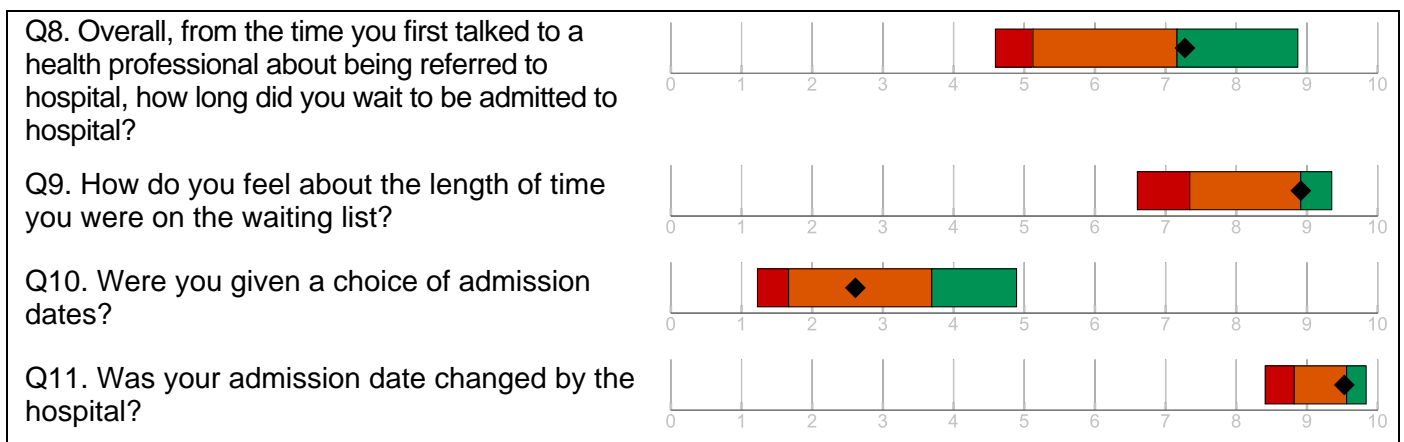 Q8. Overall, from the time you first talked to a
health professional about being referred to
hospital, how long did you wait to be admitted to
hospital?
0 1 2 3 4 5 6 7 8 9 10
Q9. How do you feel about the length of time
you were on the waiting list?
0 1 2 3 4 5 6 7 8 9 10
Q10. Were you given a choice of admission
dates?
0 1 2 3 4 5 6 7 8 9 10
Q11. Was your admission date changed by the
hospital?
0 1 2 3 4 5 6 7 8 9 10